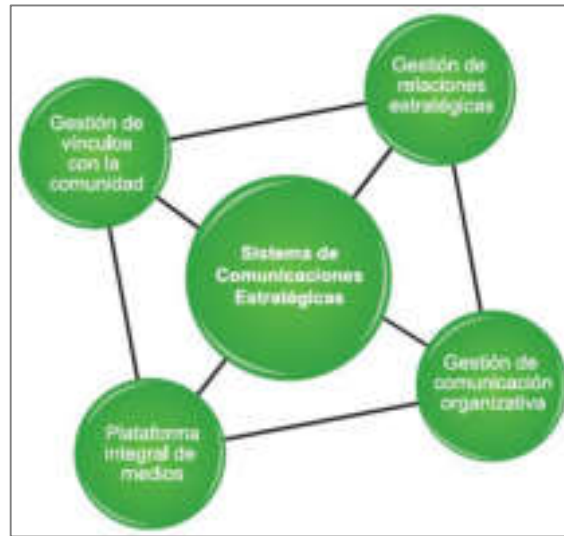 Gestión de
relaciones
estratégicas
Gestión de
vínculos
con la
comunidad
Sistema de
Comunicaciones
Estratégicas
Gestión de
comunicación
organizativa
Plataforma
integral de
medios